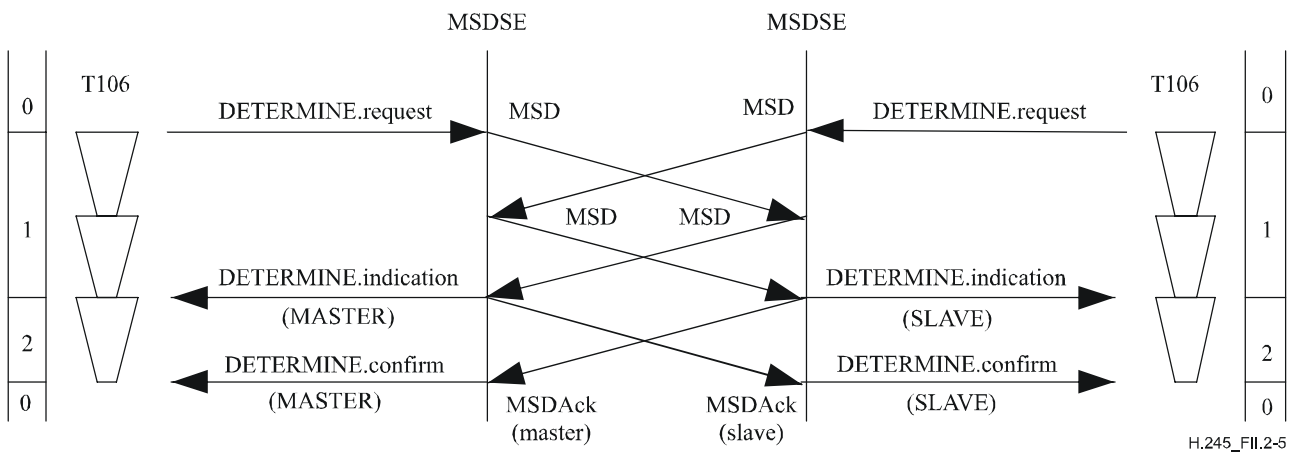 MSDSE MSDSE
T106 T106
0 DETERMINE.request MSD MSD DETERMINE.request 0
1 MSD MSD 1
DETERMINE.indication DETERMINE.indication
(MASTER) (SLAVE)
2 DETERMINE.confirm DETERMINE.confirm 2
(MASTER) (SLAVE)
0 MSDAck MSDAck 0
(master) (slave)
H.245_FII.2-5